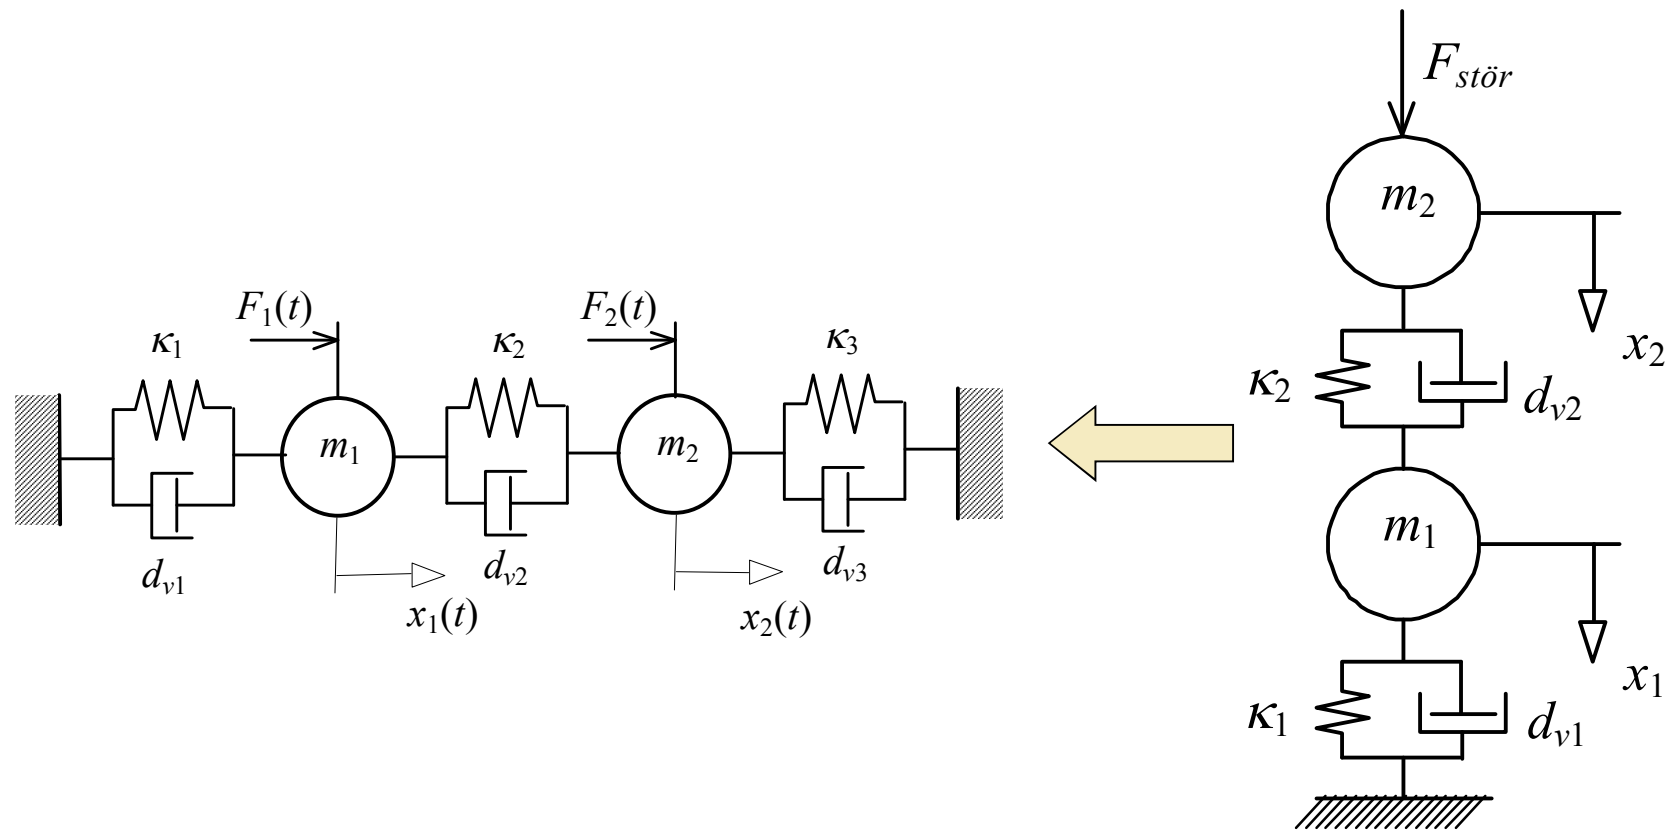 F₁(t)
F₂(t)
κ₁
κ₂
κ₃
m₁
m₂
d_v1
d_v2
d_v3
x₁(t)
x₂(t)
F_stör
m₂
x₂
κ₂
d_v2
m₁
x₁
κ₁
d_v1